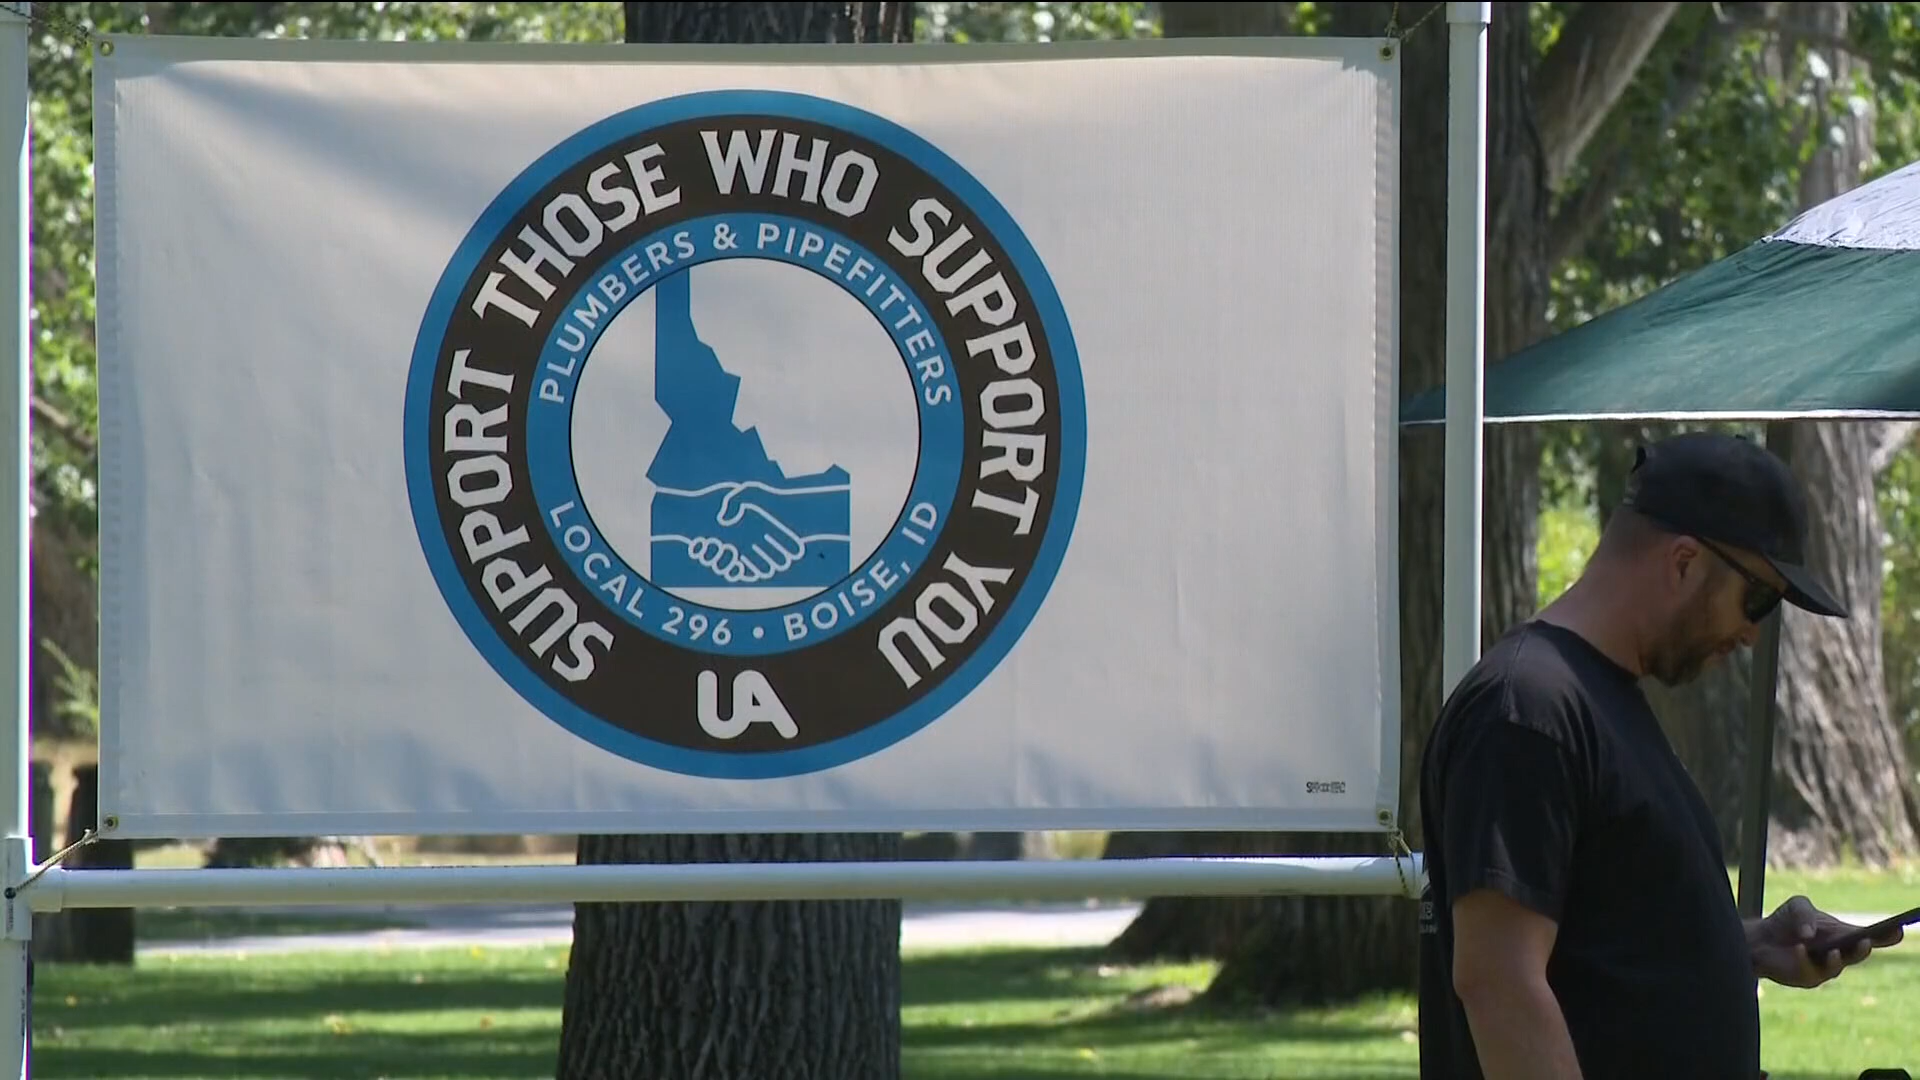 SUPPORT THOSE WHO SUPPORT YOU
PLUMBERS & PIPEFITTERS
LOCAL 296 • BOISE, ID
UA